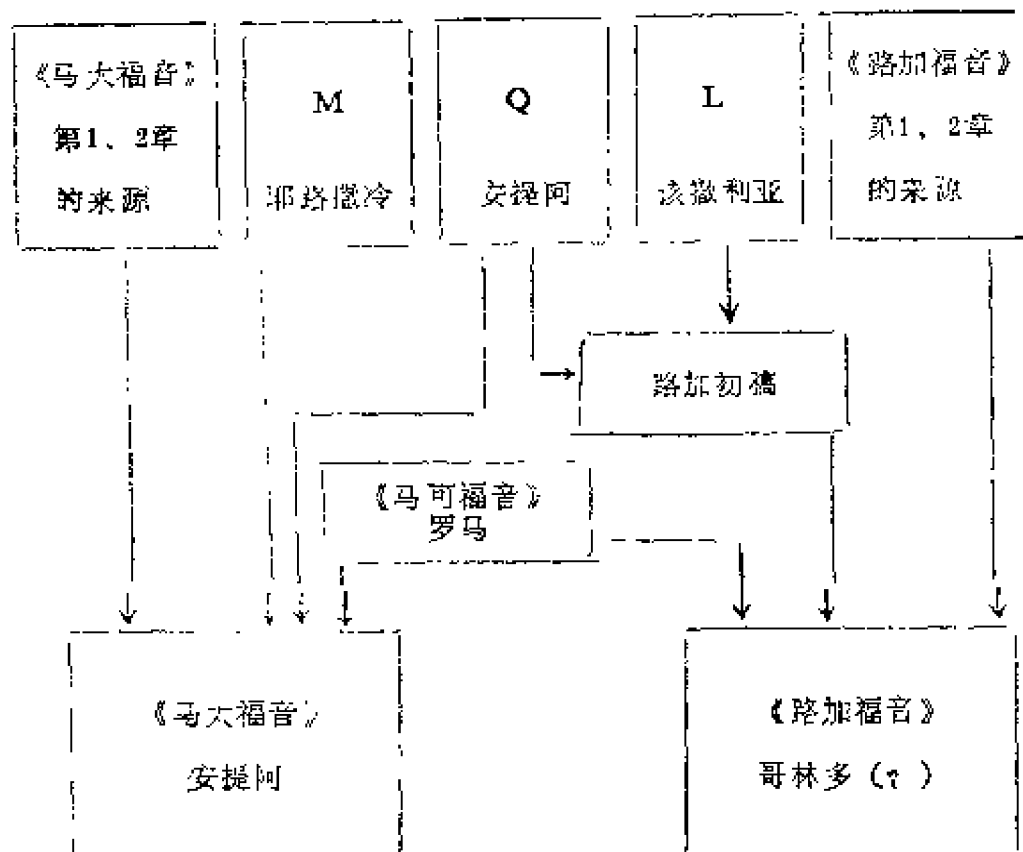 《马太福音》
第1、2章
的来源
M
耶路撒冷
Q
安提阿
L
该撒利亚
《路加福音》
第1、2章
的来源
路加初稿
《马可福音》
罗马
《马太福音》
安提阿
《路加福音》
哥林多(?)